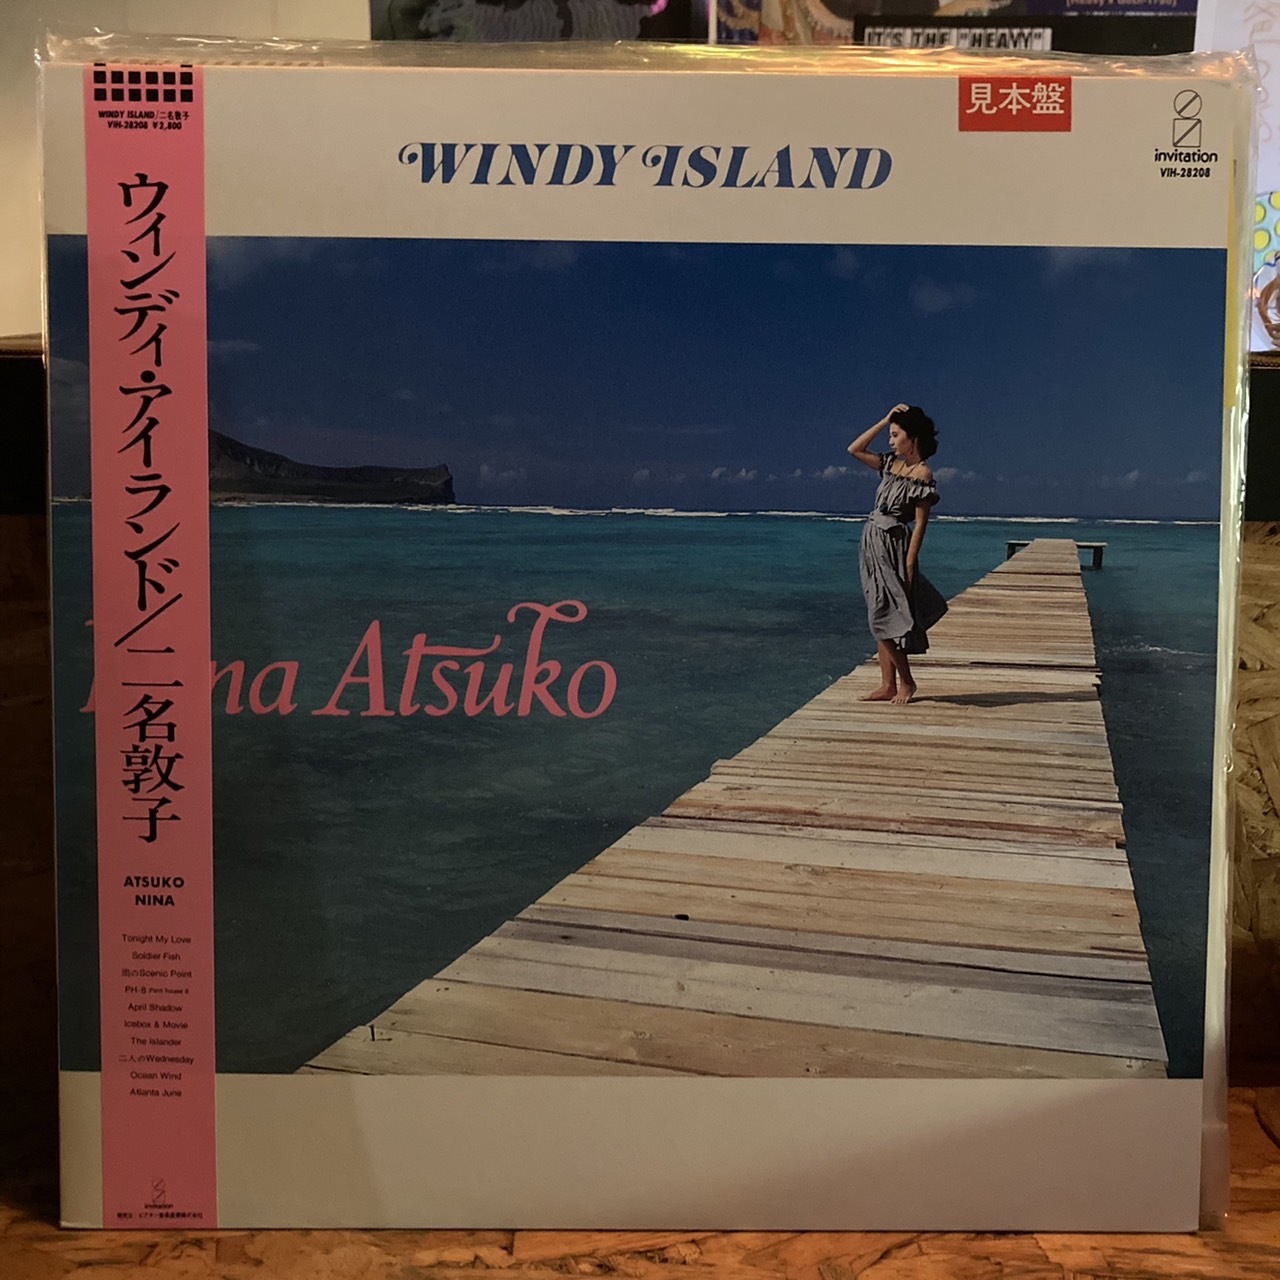 IT'S THE "HEAVY"
WINDY ISLAND/二名敦子
VIH-28208 ¥2,800
見本盤
invitation
VIH-28208
WINDY ISLAND
ウィンディ・アイランド/二名敦子
na Atsuko
ATSUKO
NINA
Tonight My Love
Soldier Fish
雨のScenic Point
PH-8
April Shadow
Icebox & Movie
The Islander
二人のWednesday
Ocean Wind
Atlanta June
invitation